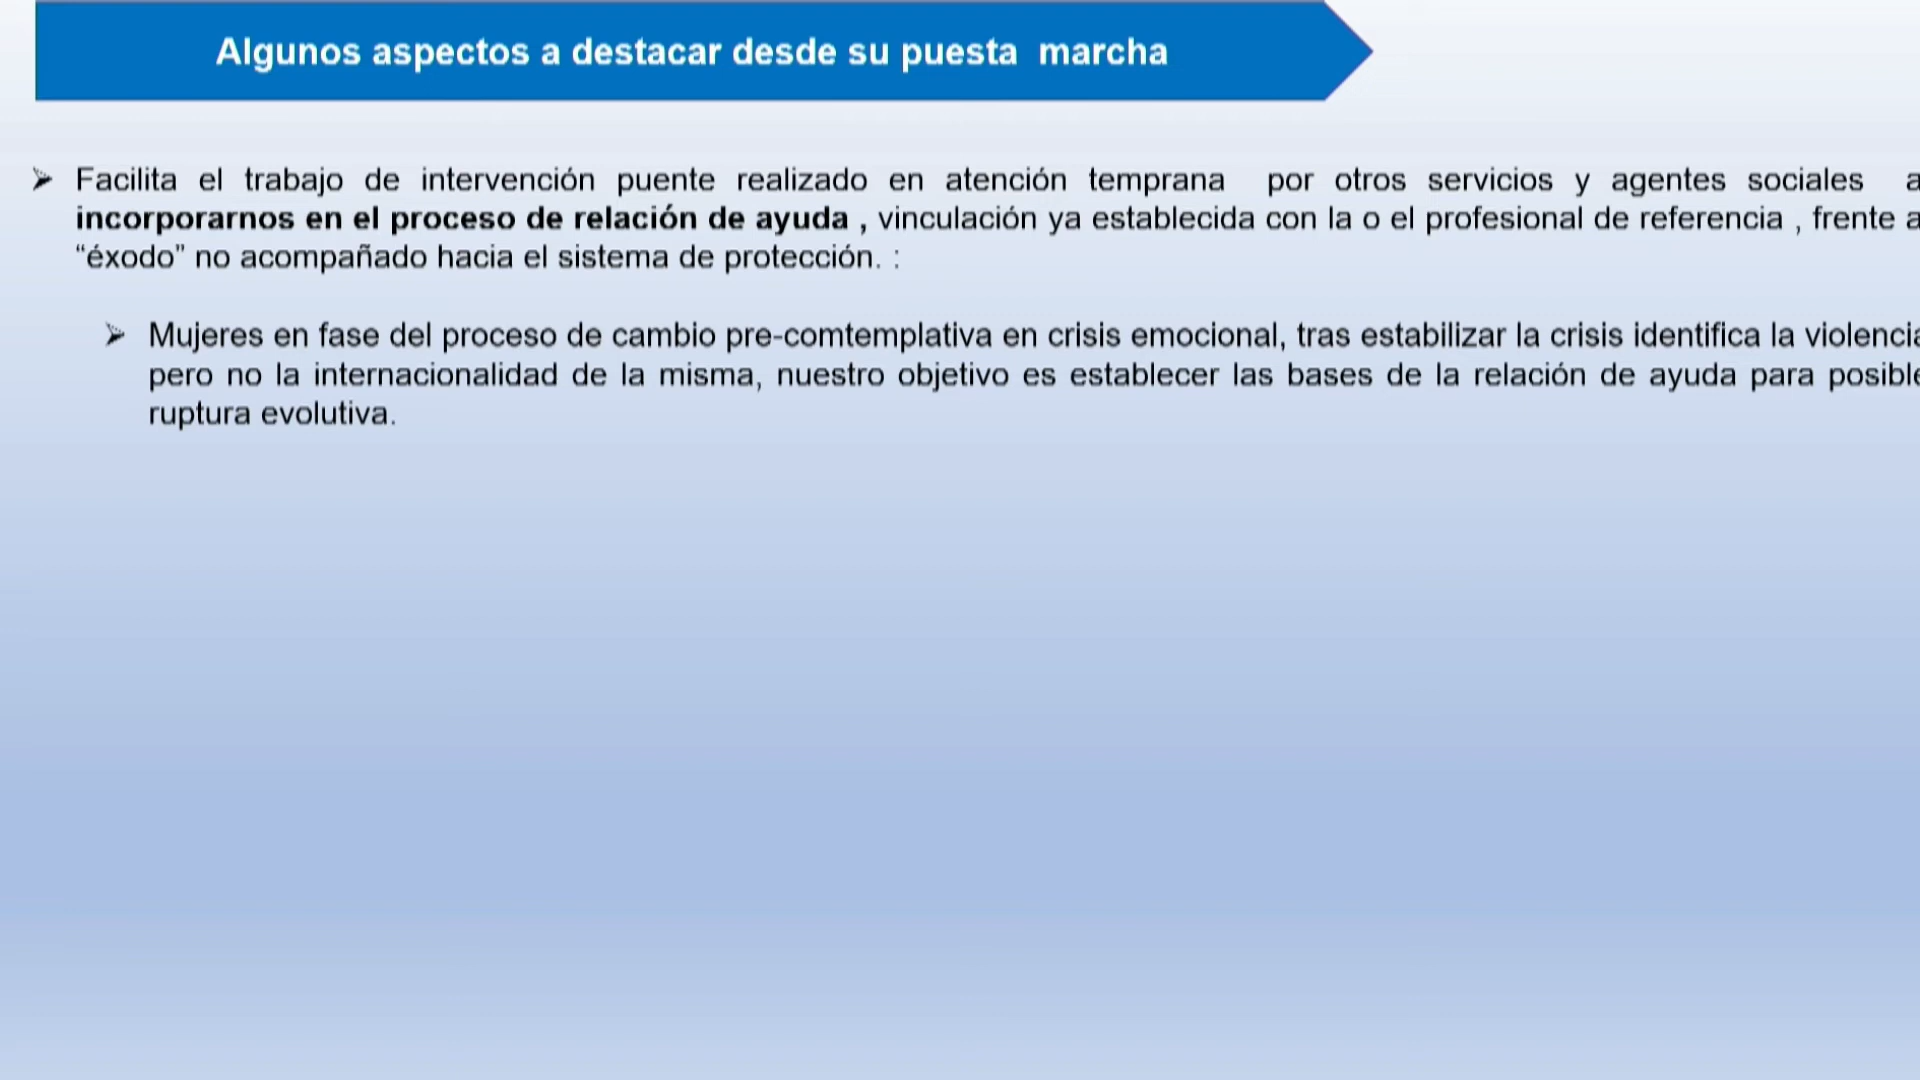 Algunos aspectos a destacar desde su puesta marcha
Facilita el trabajo de intervención puente realizado en atención temprana por otros servicios y agentes sociales a
incorporarnos en el proceso de relación de ayuda , vinculación ya establecida con la o el profesional de referencia , frente a
“éxodo” no acompañado hacia el sistema de protección. :
Mujeres en fase del proceso de cambio pre-comtemplativa en crisis emocional, tras estabilizar la crisis identifica la violencia
pero no la internacionalidad de la misma, nuestro objetivo es establecer las bases de la relación de ayuda para posible
ruptura evolutiva.